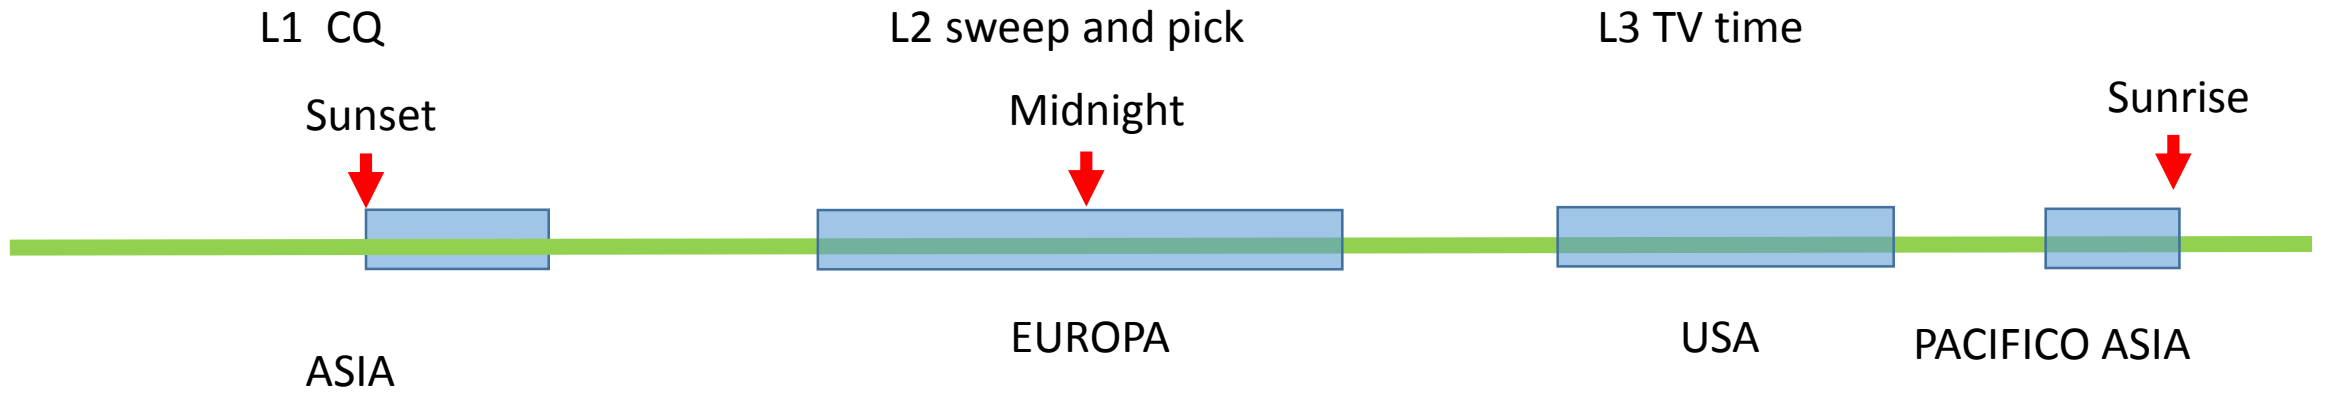 L1  CQ
L2 sweep and pick
L3 TV time
Sunset
Midnight
Sunrise
ASIA
EUROPA
USA
PACIFICO ASIA